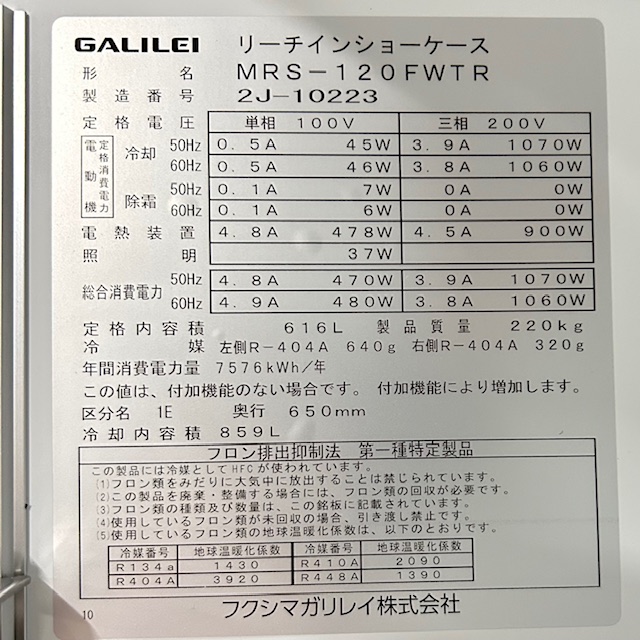 GALILEI リーチインショーケース
形名 MRS-120FWTR
製造番号 2J-10223
定格電圧 単相 100V 三相 200V
電動機 定格消費電力 冷却 50Hz 0.5A 45W 3.9A 1070W
60Hz 0.5A 46W 3.8A 1060W
除霜 50Hz 0.1A 7W 0A 0W
60Hz 0.1A 6W 0A 0W
電熱装置 4.8A 478W 4.5A 900W
照明 37W
総合消費電力 50Hz 4.8A 470W 3.9A 1070W
60Hz 4.9A 480W 3.8A 1060W
定格内容積 616L 製品質量 220kg
冷媒 左側R-404A 640g 右側R-404A 320g
年間消費電力量 7576kWh/年
この値は、付加機能のない場合です。付加機能により増加します。
区分名 1E 奥行 650mm
冷却内容積 859L
フロン排出抑制法 第一種特定製品
この製品には冷媒としてHFCが使われています。
(1)フロン類をみだりに大気中に放出することは禁じられています。
(2)この製品を廃棄・整備する場合には、フロン類の回収が必要です。
(3)フロン類の種類及び数量は、この銘板に記載されています。
(4)使用しているフロン類が未回収の場合、引き渡し禁止です。
(5)使用しているフロン類の地球温暖化係数は、以下のとおりです。
冷媒番号 地球温暖化係数 冷媒番号 地球温暖化係数
R134a 1430 R410A 2090
R404A 3920 R448A 1390
10 フクシマガリレイ株式会社